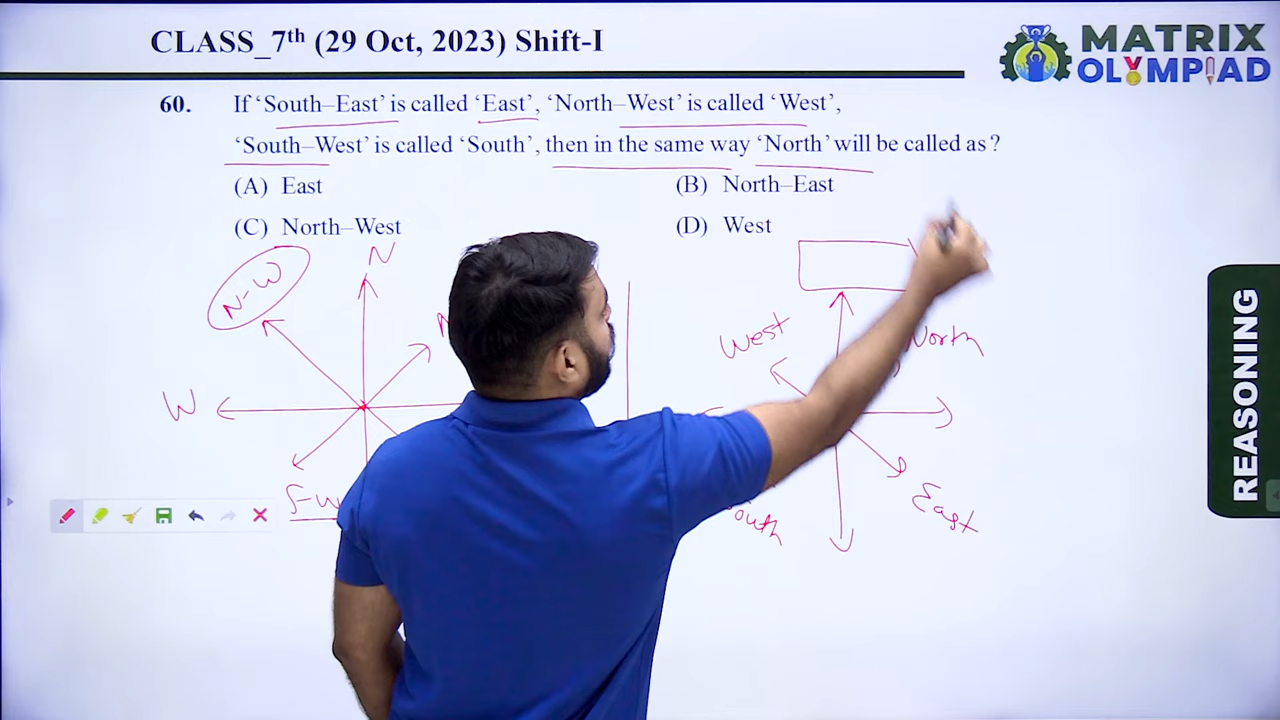 CLASS_7th (29 Oct, 2023) Shift-I
MATRIX
OLYMPIAD
60. If ‘South–East’ is called ‘East’, ‘North–West’ is called ‘West’,
‘South–West’ is called ‘South’, then in the same way ‘North’ will be called as ?
(A) East
(B) North–East
(C) North–West
(D) West
N-W
N
W
West
North
East
REASONING